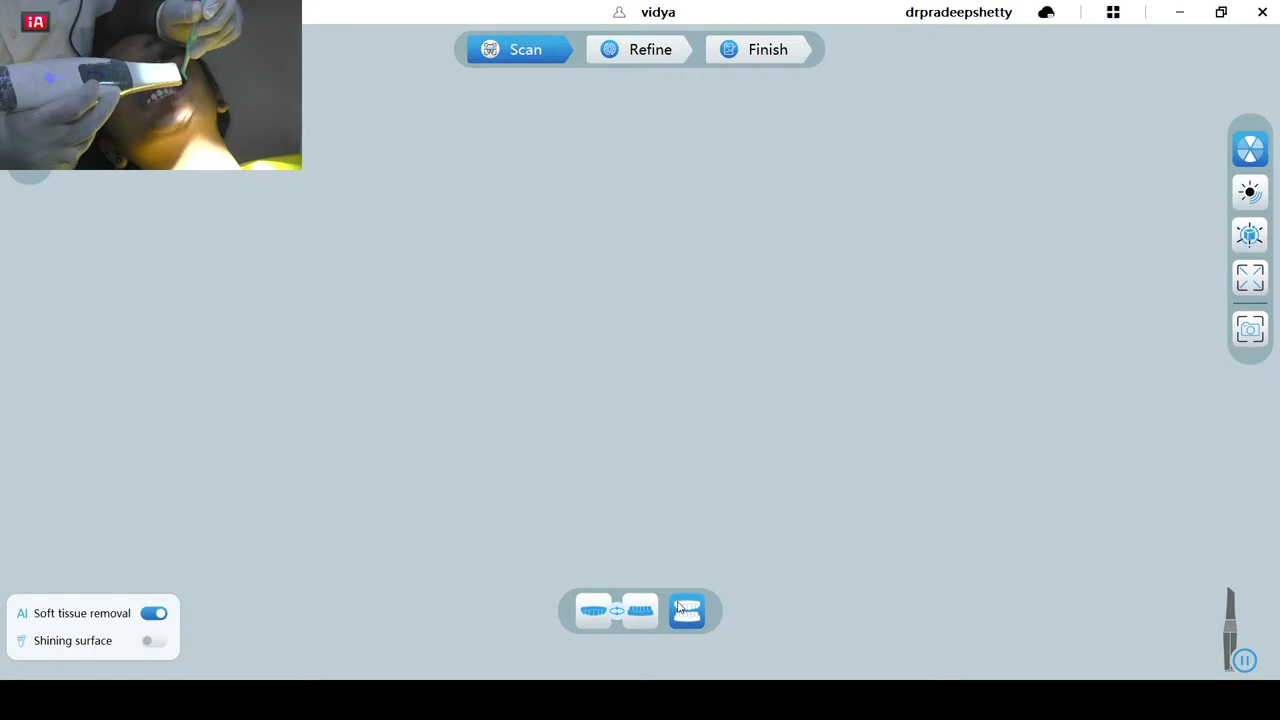 iA
vidya
drpradeepshetty
Scan
Refine
Finish
AI Soft tissue removal
Shining surface